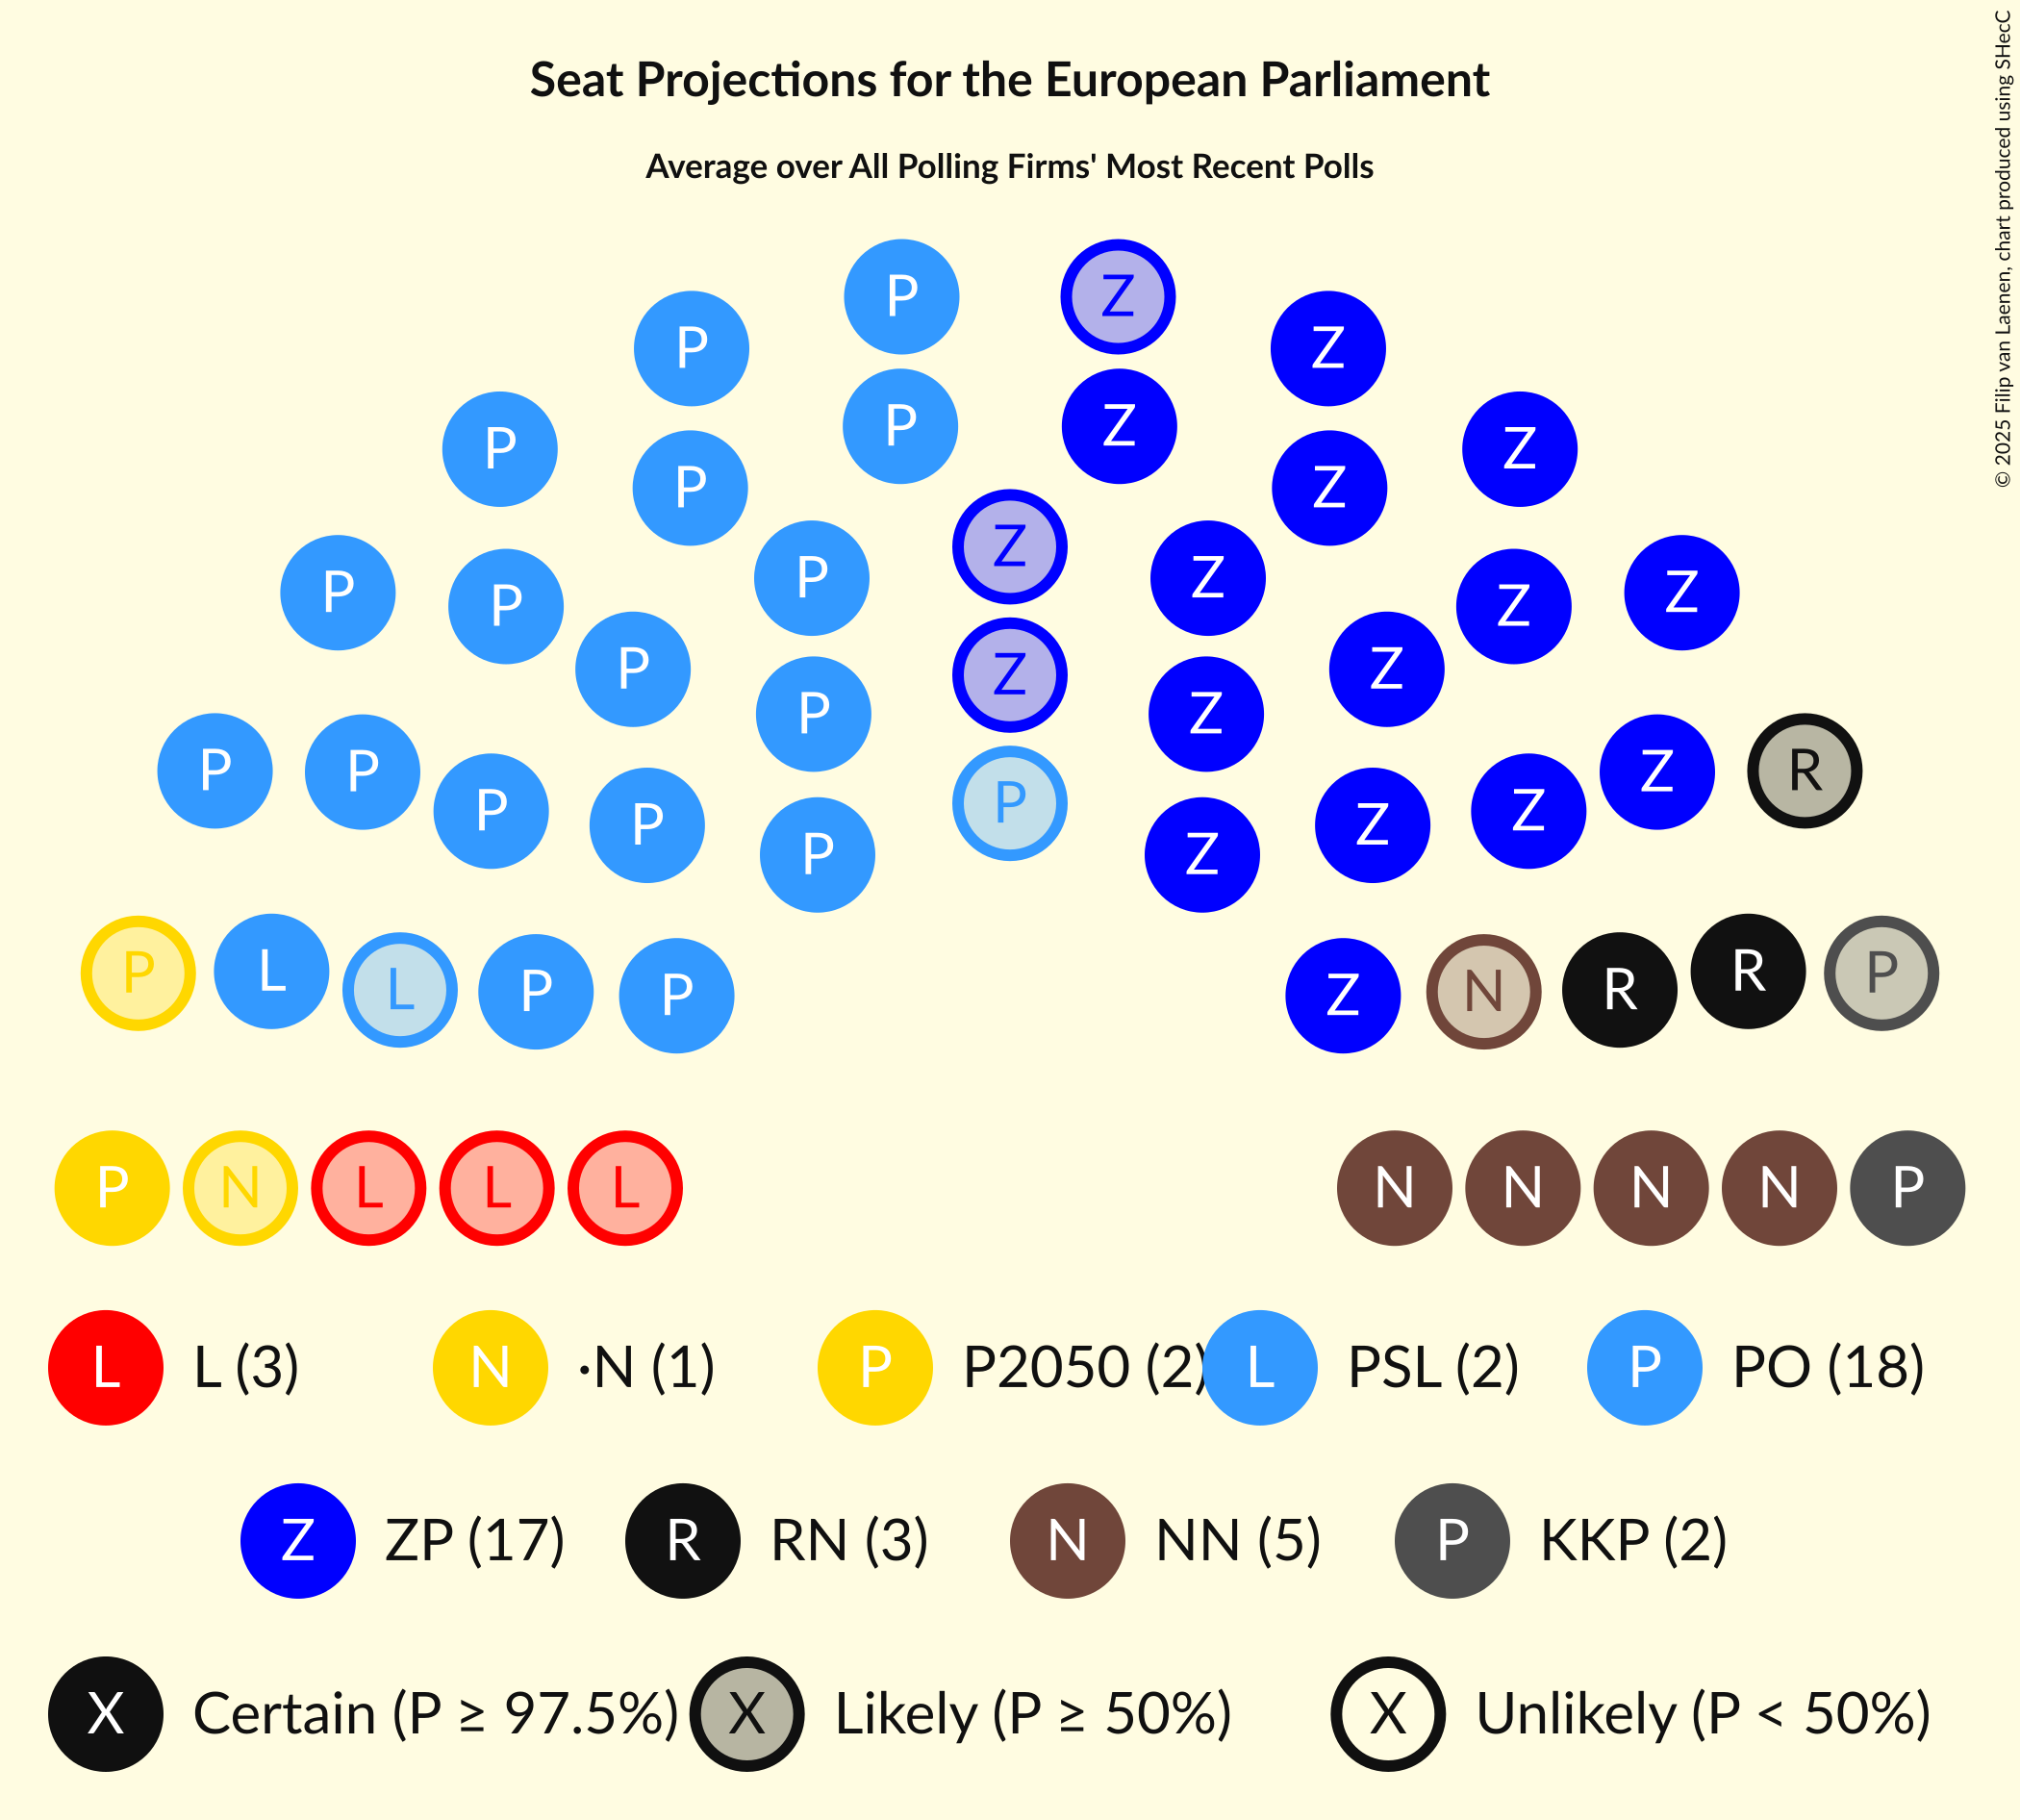 Seat Projections for the European Parliament
Average over All Polling Firms' Most Recent Polls
© 2025 Filip van Laenen, chart produced using SHecC
P Z
P Z
P Z
P Z
P Z
Z
P Z
P Z
P Z
P Z
Z
P Z
P R
P Z
P Z
P
P Z
P Z
P L L P P Z N R R P
P N L L L N N N N P
L L (3) N ·N (1) P P2050 (2) L PSL (2) P PO (18)
Z ZP (17) R RN (3) N NN (5) P KKP (2)
X Certain (P ≥ 97.5%) X Likely (P ≥ 50%) X Unlikely (P < 50%)